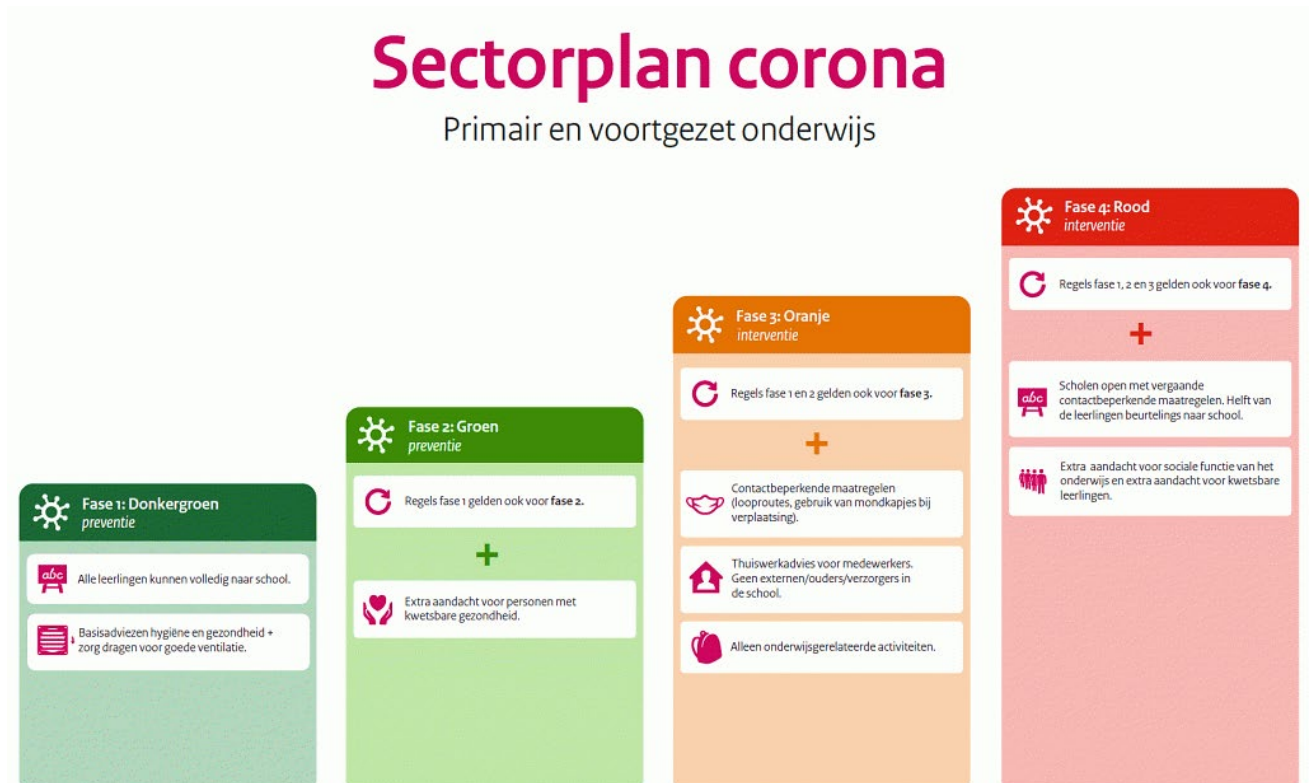 Sectorplan corona
Primair en voortgezet onderwijs
Fase 1: Donkergroen
preventie
abc
Alle leerlingen kunnen volledig naar school.
Basisadviezen hygiëne en gezondheid +
zorg dragen voor goede ventilatie.
Fase 2: Groen
preventie
Regels fase 1 gelden ook voor fase 2.
+
Extra aandacht voor personen met
kwetsbare gezondheid.
Fase 3: Oranje
interventie
Regels fase 1 en 2 gelden ook voor fase 3.
+
Contactbeperkende maatregelen
(looproutes, gebruik van mondkapjes bij
verplaatsing).
Thuiswerkadvies voor medewerkers.
Geen externen/ouders/verzorgers in
de school.
Alleen onderwijsgerelateerde activiteiten.
Fase 4: Rood
interventie
Regels fase 1, 2 en 3 gelden ook voor fase 4.
+
abc
Scholen open met vergaande
contactbeperkende maatregelen. Helft van
de leerlingen beurtelings naar school.
Extra aandacht voor sociale functie van het
onderwijs en extra aandacht voor kwetsbare
leerlingen.